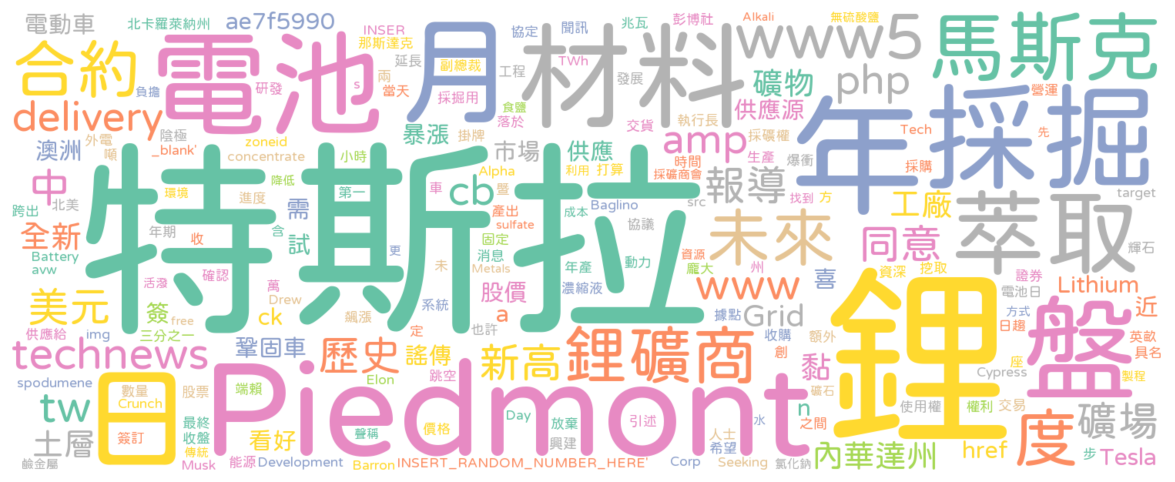 電動車
北卡羅萊納州
ae7f5990
INSER
協定
聞訊
兆瓦
彭博社
Alkali
無硫酸鹽
合約
電池
月
材料
www5
馬斯克
那斯達克
延長
副總裁
工程
TWh
發展
礦物
php
營運
負擔
研發
s
兩
當天
採掘用
食鹽
落於
掛牌
交貨
供應源
執行長
採礦權
年
採掘
先
delivery
外電
陰極
zoneid
暴漲
amp
時間
生產
爆衝
Tech
採購
澳洲
噸
_blank'
concentrate
小時
市場
供應
利用
打算
採礦商會
報導
找到
方
target
中
環境
降低
第一
車
cb
Alpha
盟
Baglino
src
工廠
萃取
跨出
北美
進度
需
產出
成本
協議
未來
同意
全新
年期
收
含
試
更
sulfate
固定
消息
年產
動力
資源
龐大
輝石
Battery
avw
活潑
確認
萬
未
Metals
濃縮液
州
喜
資深
挖取
證券
特斯拉
美元
簽
Drew
系統
股價
www
電池日
Lithium
供應給
img
三分之一
free
ck
飆漲
定
a
也許
Grid
據點
收購
方式
額外
日趨
近
technews
鞏固車
歷史
謠傳
新高
鋰礦商
鋰
盤
創
座
英畝
具名
跳空
Elon
黏
Cypress
製程
spodumene
數量
Crunch
股票
端賴
日
Piedmont
礦石
n
使用權
權利
交易
tw
最終
收盤
傳統
簽訂
看好
聲稱
價格
Day
放棄
引述
水
之間
度
礦場
土層
Musk
能源
Development
Barron
INSERT_RANDOM_NUMBER_HERE'
興建
Corp
人士
希望
Seeking
氯化鈉
內華達州
href
步
Tesla
鹼金屬